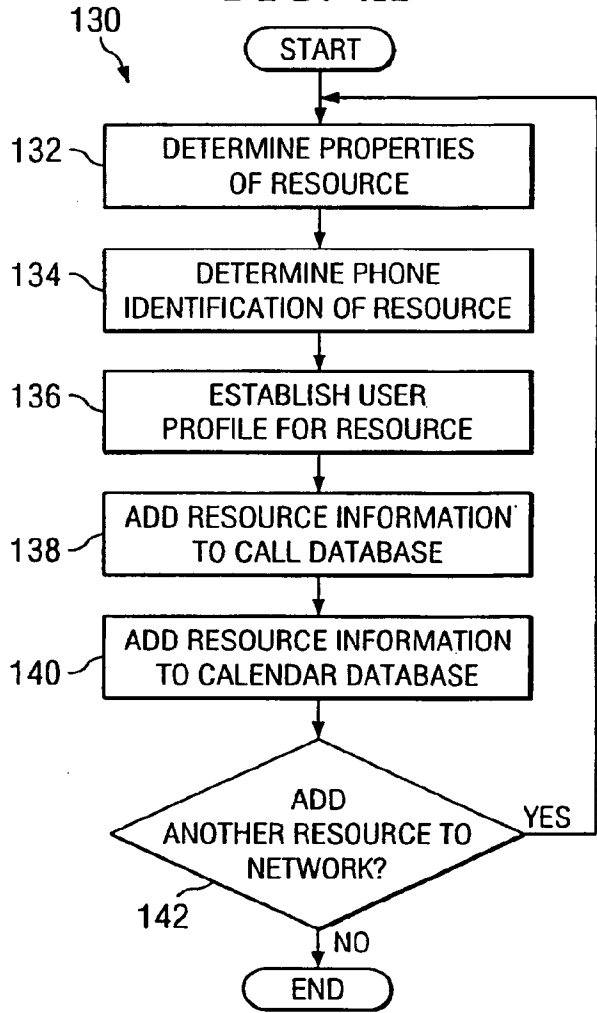 130
START
132
DETERMINE PROPERTIES
OF RESOURCE
134
DETERMINE PHONE
IDENTIFICATION OF RESOURCE
136
ESTABLISH USER
PROFILE FOR RESOURCE
138
ADD RESOURCE INFORMATION
TO CALL DATABASE
140
ADD RESOURCE INFORMATION
TO CALENDAR DATABASE
ADD
ANOTHER RESOURCE TO
NETWORK?
YES
142
NO
END